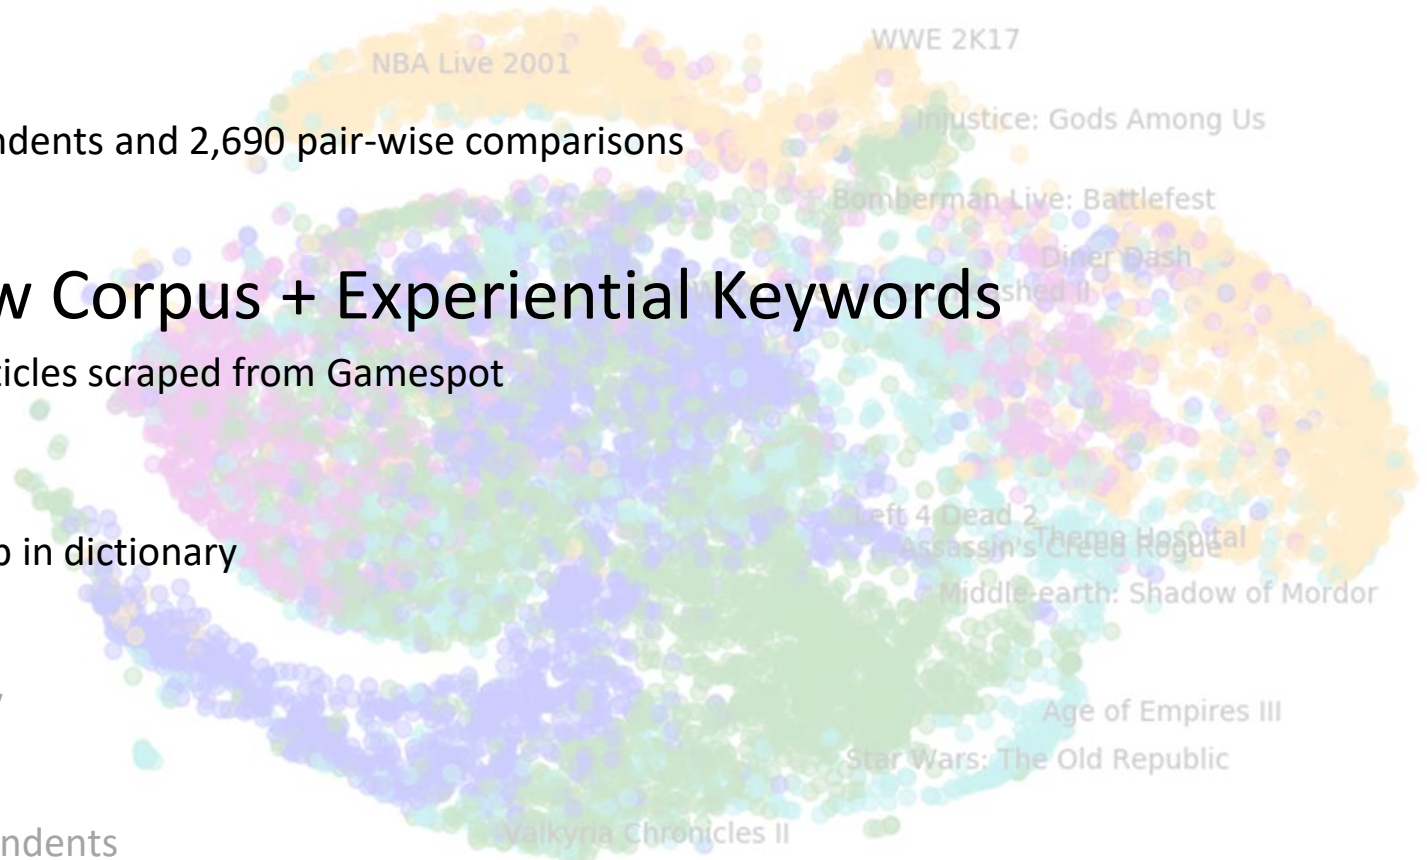 NBA Live 2001
WWE 2K17
Injustice: Gods Among Us
ndents and 2,690 pair-wise comparisons
Bomberman Live: Battlefest
Diner Dash
w Corpus + Experiential Keywords
shed II
ticles scraped from Gamespot
Left 4 Dead 2
Theme Hospital
Assassin's Creed Rogue
p in dictionary
Middle-earth: Shadow of Mordor
Age of Empires III
Star Wars: The Old Republic
Valkyria Chronicles II
ndents